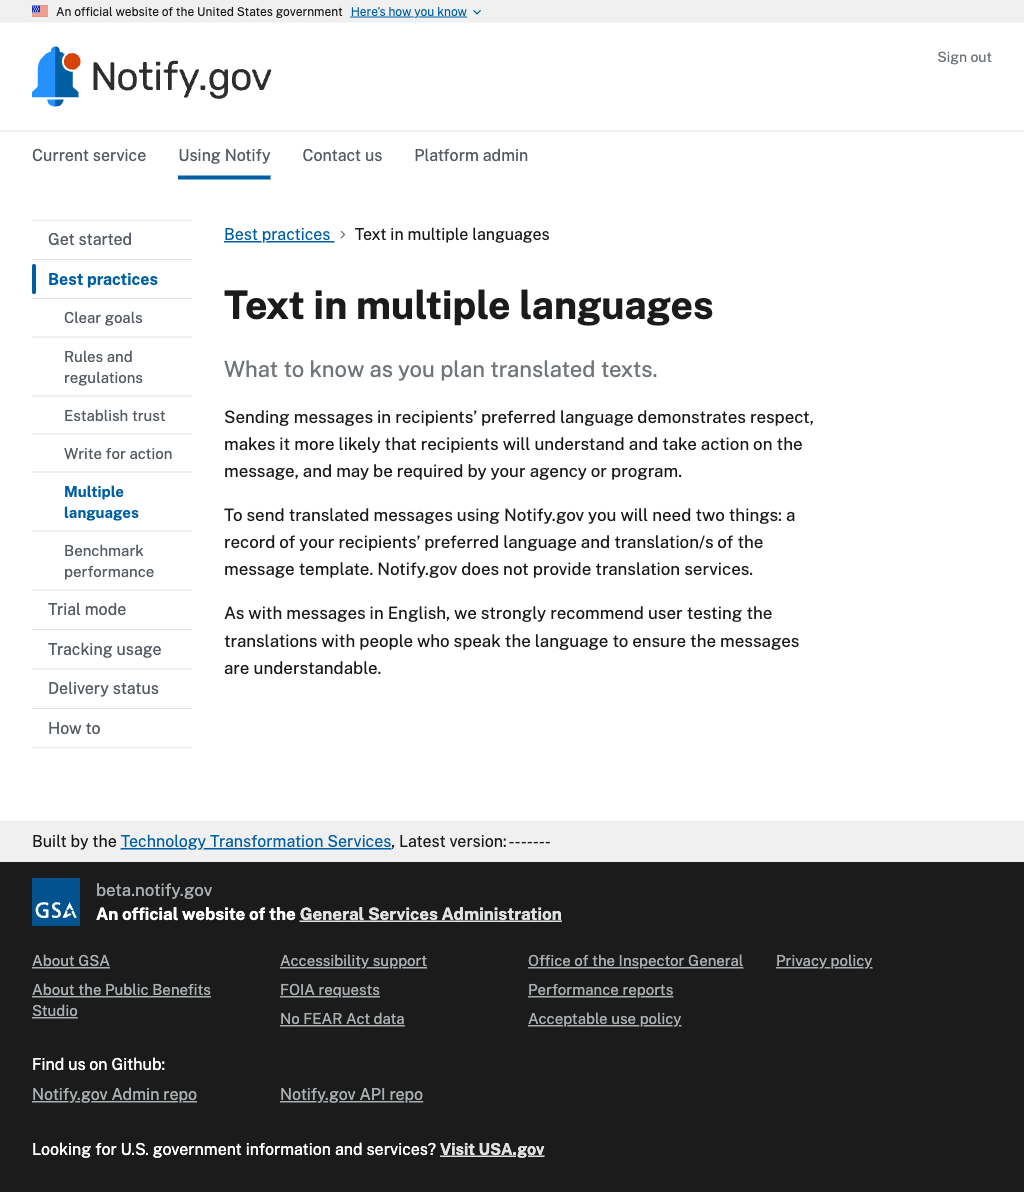 An official website of the United States government Here's how you know
Notify.gov
Sign out
Current service Using Notify Contact us Platform admin
Get started
Best practices
Clear goals
Rules and
regulations
Establish trust
Write for action
Multiple
languages
Benchmark
performance
Trial mode
Tracking usage
Delivery status
How to
Best practices > Text in multiple languages
Text in multiple languages
What to know as you plan translated texts.
Sending messages in recipients’ preferred language demonstrates respect,
makes it more likely that recipients will understand and take action on the
message, and may be required by your agency or program.
To send translated messages using Notify.gov you will need two things: a
record of your recipients’ preferred language and translation/s of the
message template. Notify.gov does not provide translation services.
As with messages in English, we strongly recommend user testing the
translations with people who speak the language to ensure the messages
are understandable.
Built by the Technology Transformation Services, Latest version: -------
GSA
beta.notify.gov
An official website of the General Services Administration
About GSA
About the Public Benefits
Studio
Accessibility support
FOIA requests
No FEAR Act data
Office of the Inspector General
Performance reports
Acceptable use policy
Privacy policy
Find us on Github:
Notify.gov Admin repo Notify.gov API repo
Looking for U.S. government information and services? Visit USA.gov